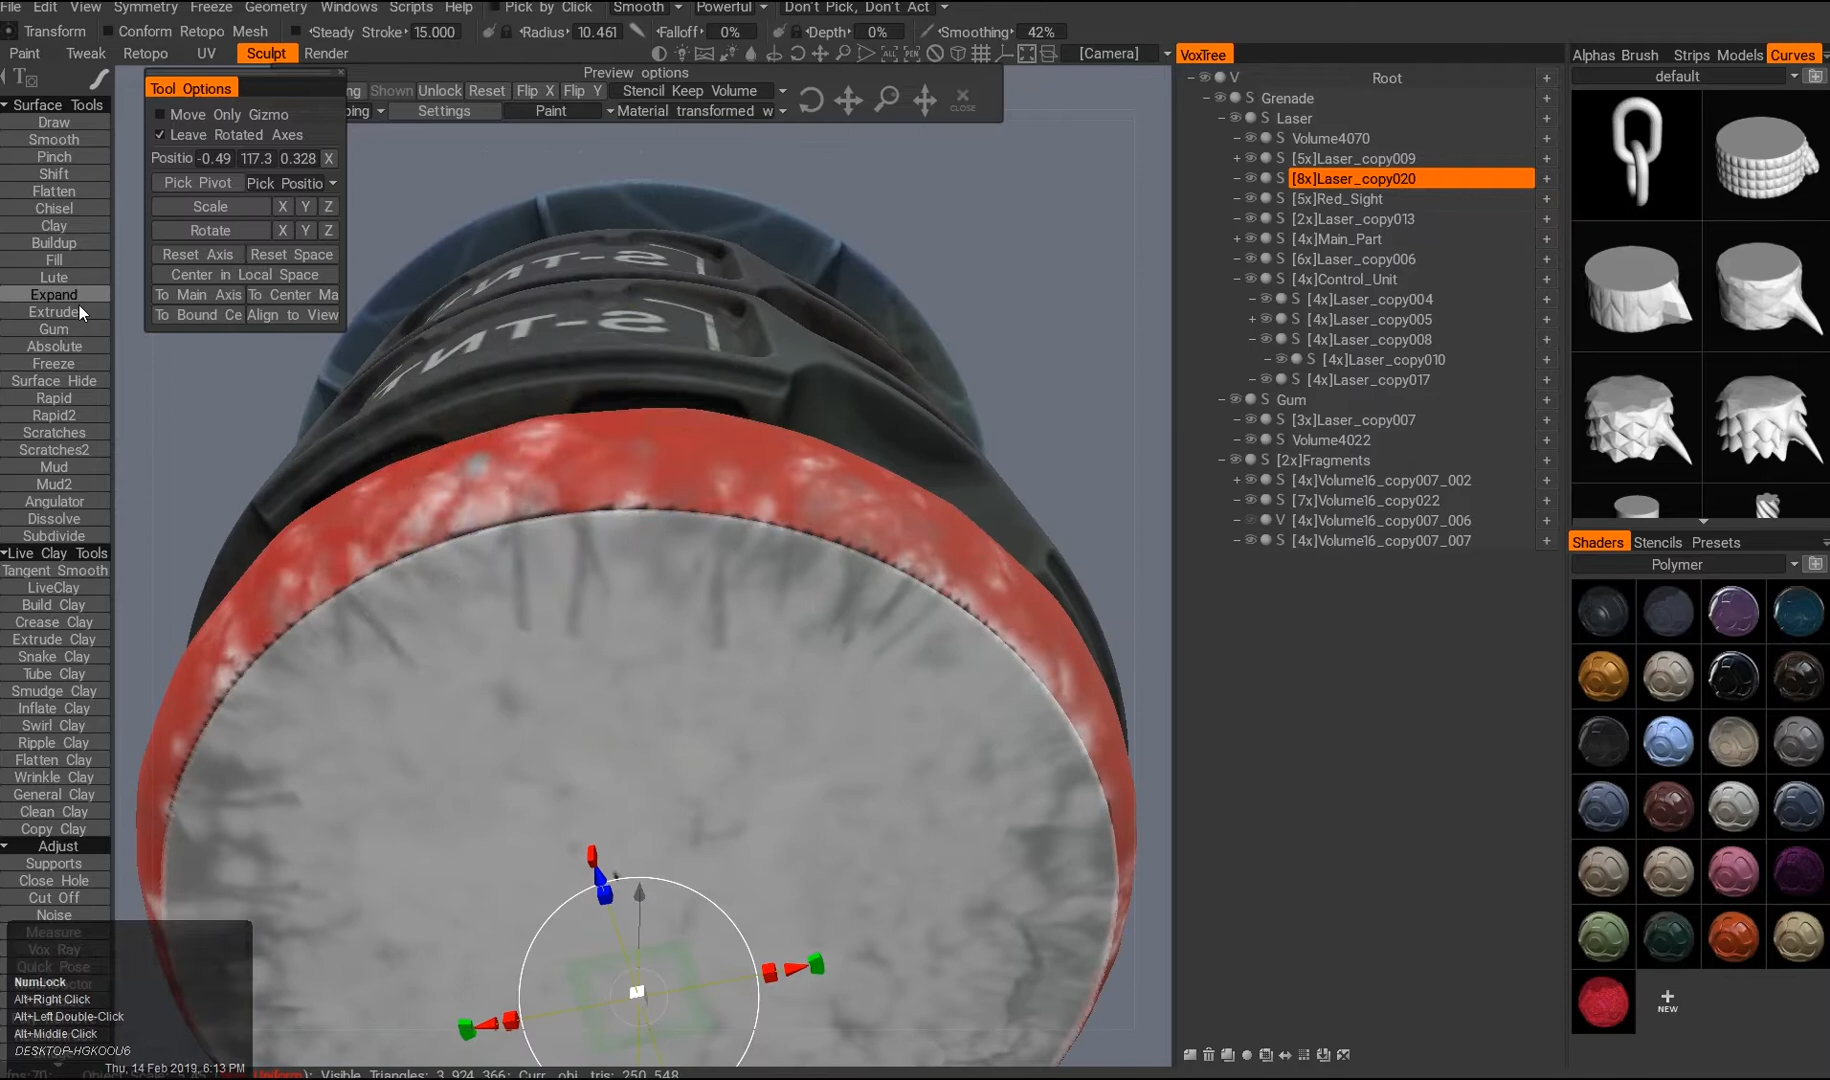 File Edit View Symmetry Freeze Geometry Windows Scripts Help Pick by Click Smooth Powerful Don't Pick, Don't Act
Transform Conform Retopo Mesh Steady Stroke 15.000 Radius 10.461 Falloff 0% Depth 0% Smoothing 42%
Paint Tweak Retopo UV Sculpt Render [Camera]
Preview options
Shown Unlock Reset Flip X Flip Y Stencil Keep Volume
Settings Paint Material transformed w
CLOSE
Surface Tools
Draw
Smooth
Pinch
Shift
Flatten
Chisel
Clay
Buildup
Fill
Lute
Expand
Extrude
Gum
Absolute
Freeze
Surface Hide
Rapid
Rapid2
Scratches
Scratches2
Mud
Mud2
Angulator
Dissolve
Subdivide
Live Clay Tools
Tangent Smooth
LiveClay
Build Clay
Crease Clay
Extrude Clay
Snake Clay
Tube Clay
Smudge Clay
Inflate Clay
Swirl Clay
Ripple Clay
Flatten Clay
Wrinkle Clay
General Clay
Clean Clay
Copy Clay
Adjust
Supports
Close Hole
Cut Off
Noise
Measure
Vox Ray
Quick Pose
NumLock
Alt+Right Click
Alt+Left Double-Click
Alt+Middle Click
DESKTOP-HGKOOU6
Thu, 14 Feb 2019, 6:13 PM
Tool Options
Move Only Gizmo
Leave Rotated Axes
Positio -0.49 117.3 0.328 X
Pick Pivot Pick Positio
Scale X Y Z
Rotate X Y Z
Reset Axis Reset Space
Center in Local Space
To Main Axis To Center Ma
To Bound Ce Align to View
Visible Triangles: 3,924,366; Curr. obj. tris: 250,548
VoxTree
V Root
S Grenade
S Laser
S Volume4070
S [5x]Laser_copy009
S [8x]Laser_copy020
S [5x]Red_Sight
S [2x]Laser_copy013
S [4x]Main_Part
S [6x]Laser_copy006
S [4x]Control_Unit
S [4x]Laser_copy004
S [4x]Laser_copy005
S [4x]Laser_copy008
S [4x]Laser_copy010
S [4x]Laser_copy017
S Gum
S [3x]Laser_copy007
S Volume4022
S [2x]Fragments
S [4x]Volume16_copy007_002
S [7x]Volume16_copy022
V [4x]Volume16_copy007_006
S [4x]Volume16_copy007_007
Alphas Brush Strips Models Curves
default
Shaders Stencils Presets
Polymer
NEW